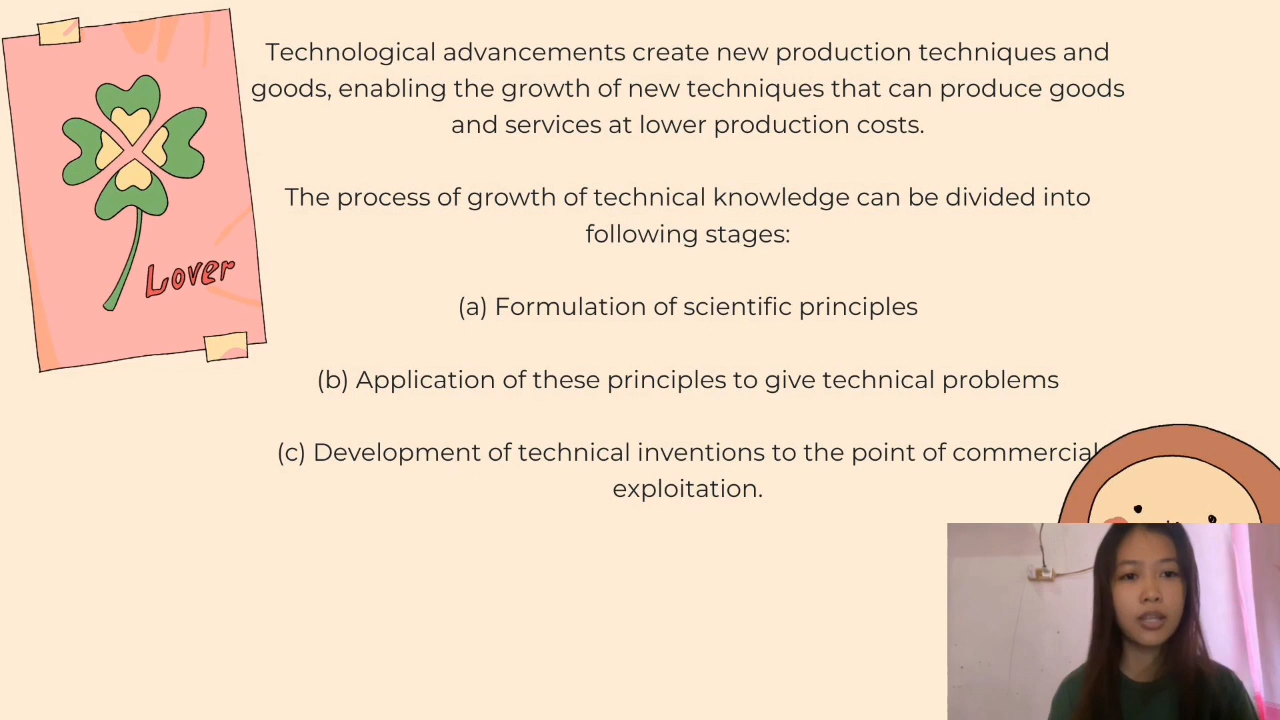 Technological advancements create new production techniques and
goods, enabling the growth of new techniques that can produce goods
and services at lower production costs.
The process of growth of technical knowledge can be divided into
following stages:
(a) Formulation of scientific principles
(b) Application of these principles to give technical problems
(c) Development of technical inventions to the point of commercial
exploitation.
Lover